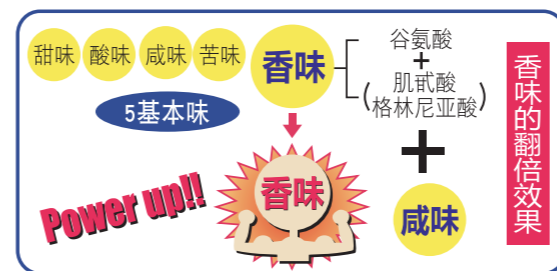 甜味 酸味 咸味 苦味 香味
5基本味
谷氨酸
+
(肌甙酸
格林尼亚酸)
+
咸味
Power up!!
香味
香味的翻倍效果